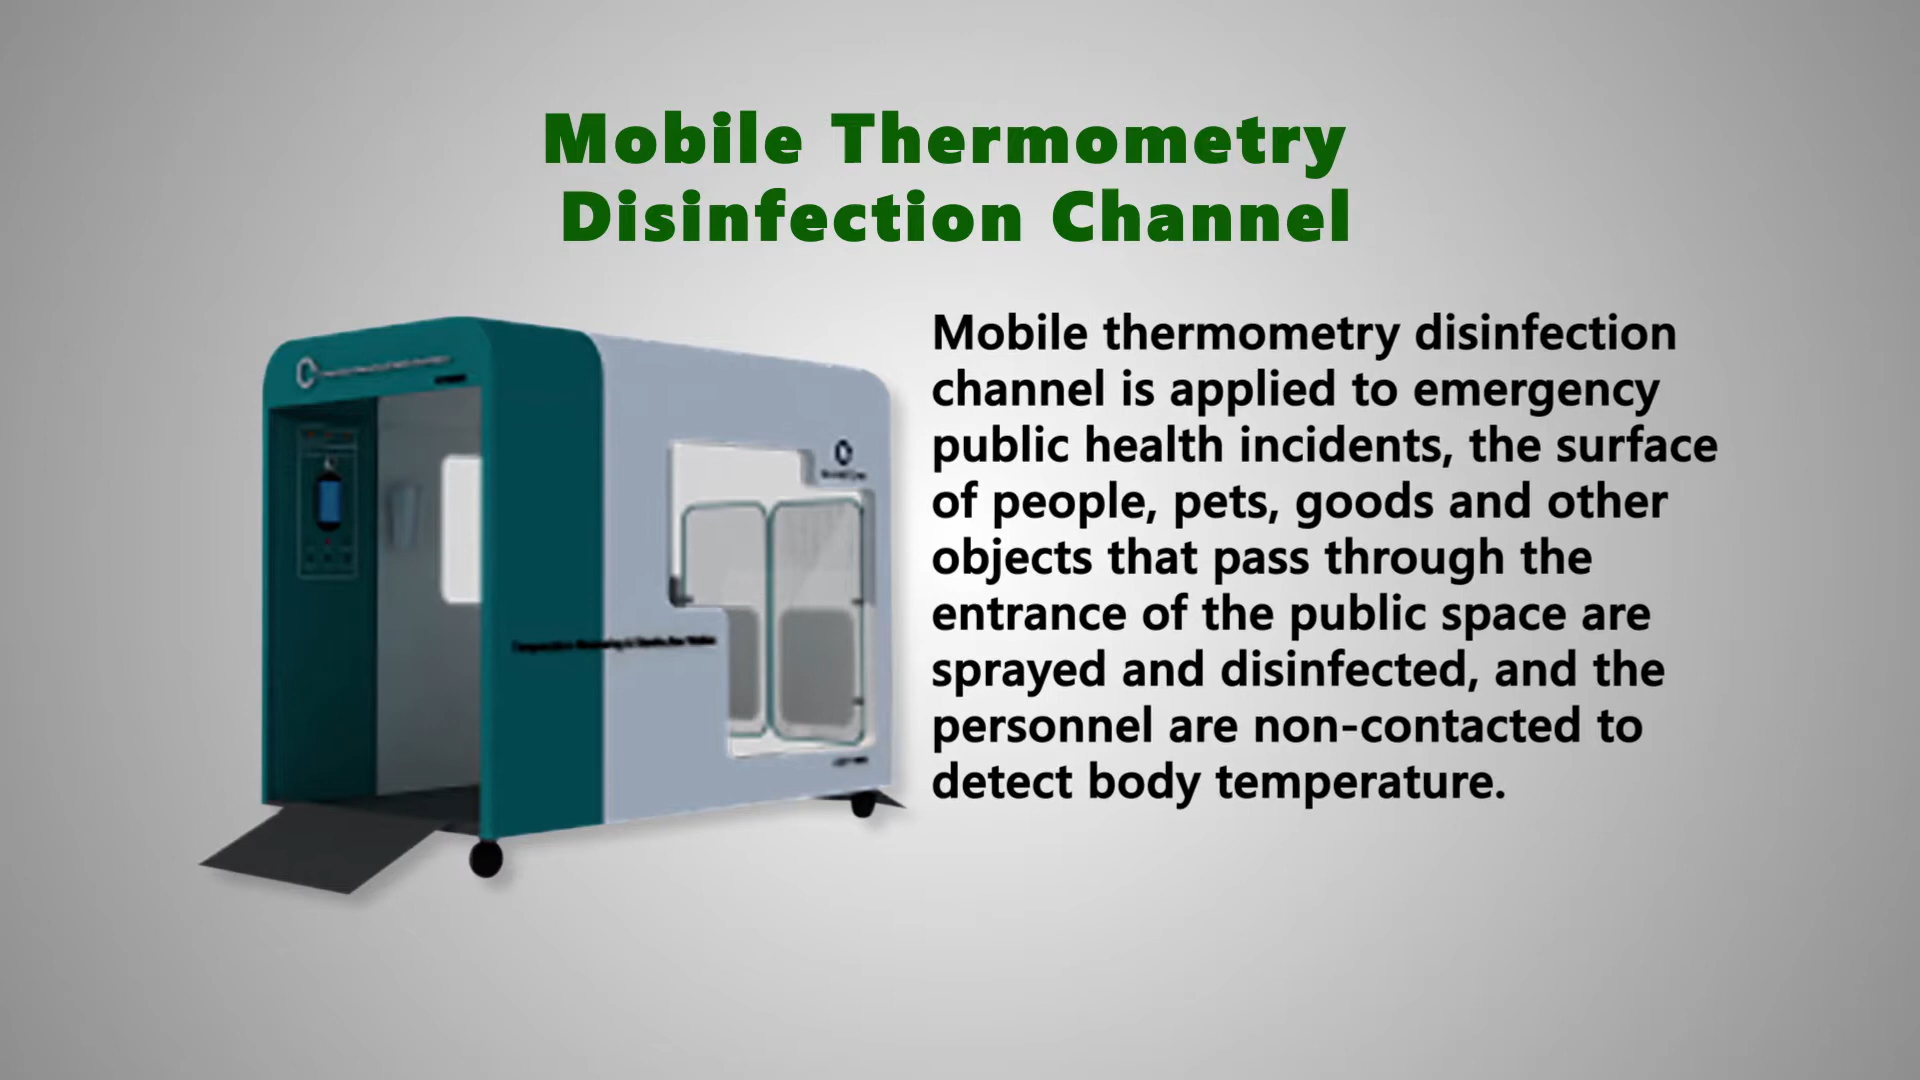 Mobile Thermometry
Disinfection Channel
Mobile thermometry disinfection
channel is applied to emergency
public health incidents, the surface
of people, pets, goods and other
objects that pass through the
entrance of the public space are
sprayed and disinfected, and the
personnel are non-contacted to
detect body temperature.